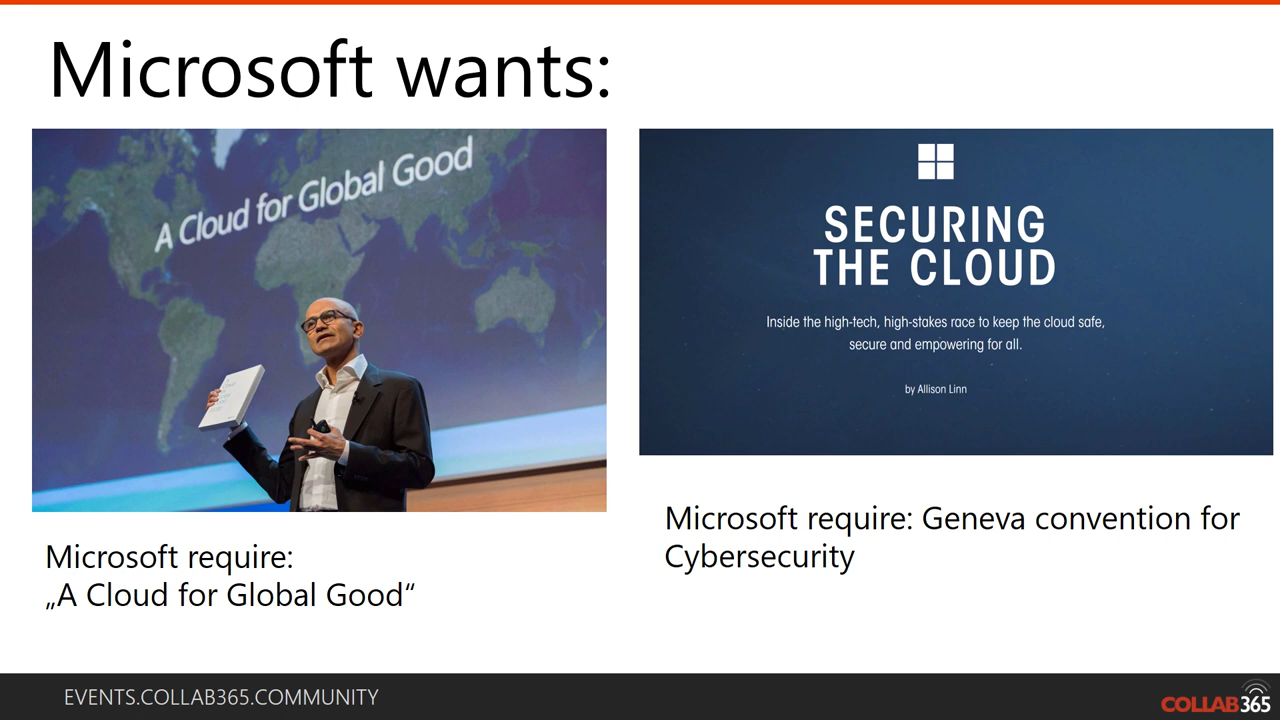 Microsoft wants:
A Cloud for Global Good
SECURING
THE CLOUD
Inside the high-tech, high-stakes race to keep the cloud safe,
secure and empowering for all.
by Allison Linn
Microsoft require:
„A Cloud for Global Good“
Microsoft require: Geneva convention for
Cybersecurity
EVENTS.COLLAB365.COMMUNITY
COLLAB365